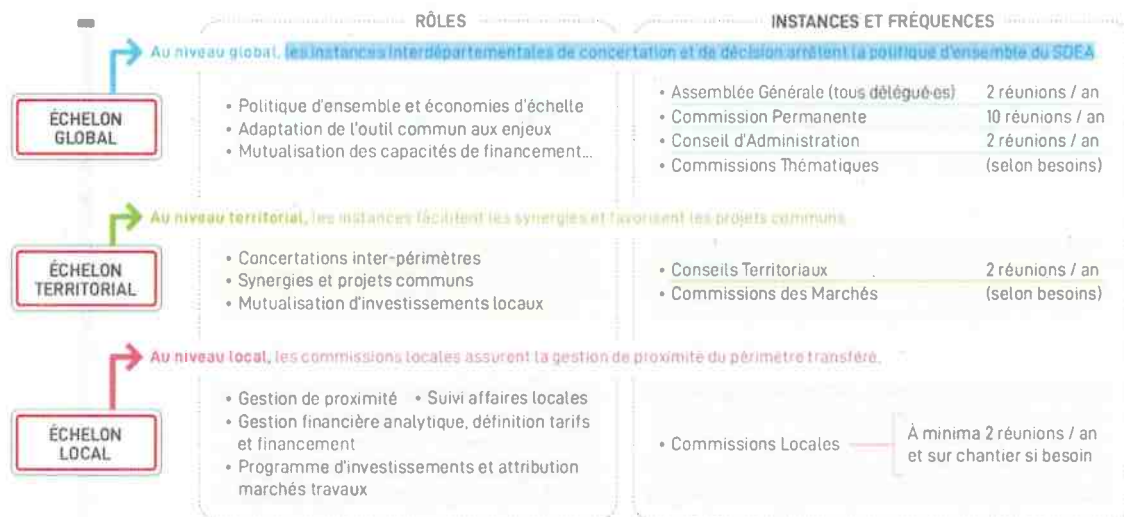 RÔLES
INSTANCES ET FRÉQUENCES
Au niveau global, les instances interdépartementales de concertation et de décision arrêtent la politique d'ensemble du SDEA
ÉCHELON
GLOBAL
• Politique d'ensemble et économies d'échelle
• Adaptation de l'outil commun aux enjeux
• Mutualisation des capacités de financement...
• Assemblée Générale (tous délégué·es) 2 réunions / an
• Commission Permanente 10 réunions / an
• Conseil d'Administration 2 réunions / an
• Commissions Thématiques (selon besoins)
Au niveau territorial, les instances facilitent les synergies et favorisent les projets communs.
ÉCHELON
TERRITORIAL
• Concertations inter-périmètres
• Synergies et projets communs
• Mutualisation d'investissements locaux
• Conseils Territoriaux 2 réunions / an
• Commissions des Marchés (selon besoins)
Au niveau local, les commissions locales assurent la gestion de proximité du périmètre transféré.
ÉCHELON
LOCAL
• Gestion de proximité • Suivi affaires locales
• Gestion financière analytique, définition tarifs
et financement
• Programme d'investissements et attribution
marchés travaux
• Commissions Locales
À minima 2 réunions / an
et sur chantier si besoin